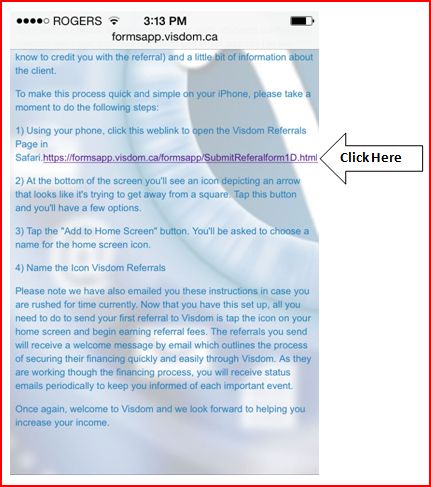 ROGERS 3:13 PM
formsapp.visdom.ca
know to credit you with the referral) and a little bit of information about
the client.
To make this process quick and simple on your iPhone, please take a
moment to do the following steps:
1) Using your phone, click this weblink to open the Visdom Referrals
Page in
Safari.https://formsapp.visdom.ca/formsapp/SubmitReferalform1D.html
Click Here
2) At the bottom of the screen you'll see an icon depicting an arrow
that looks like it's trying to get away from a square. Tap this button
and you'll have a few options.
3) Tap the "Add to Home Screen" button. You'll be asked to choose a
name for the home screen icon.
4) Name the Icon Visdom Referrals
Please note we have also emailed you these instructions in case you
are rushed for time currently. Now that you have this set up, all you
need to do to send your first referral to Visdom is tap the icon on your
home screen and begin earning referral fees. The referrals you send
will receive a welcome message by email which outlines the process
of securing their financing quickly and easily through Visdom. As they
are working though the financing process, you will receive status
emails periodically to keep you informed of each important event.
Once again, welcome to Visdom and we look forward to helping you
increase your income.